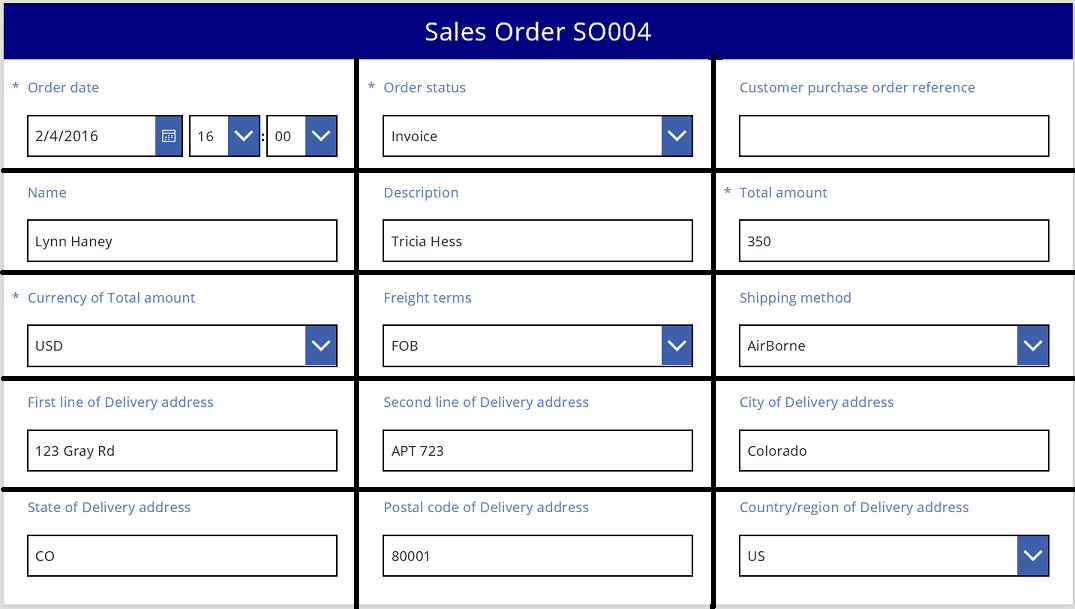 Sales Order SO004
* Order date
* Order status
Customer purchase order reference
2/4/2016 16 : 00
Invoice
Name
Description
* Total amount
Lynn Haney
Tricia Hess
350
* Currency of Total amount
Freight terms
Shipping method
USD
FOB
AirBorne
First line of Delivery address
Second line of Delivery address
City of Delivery address
123 Gray Rd
APT 723
Colorado
State of Delivery address
Postal code of Delivery address
Country/region of Delivery address
CO
80001
US